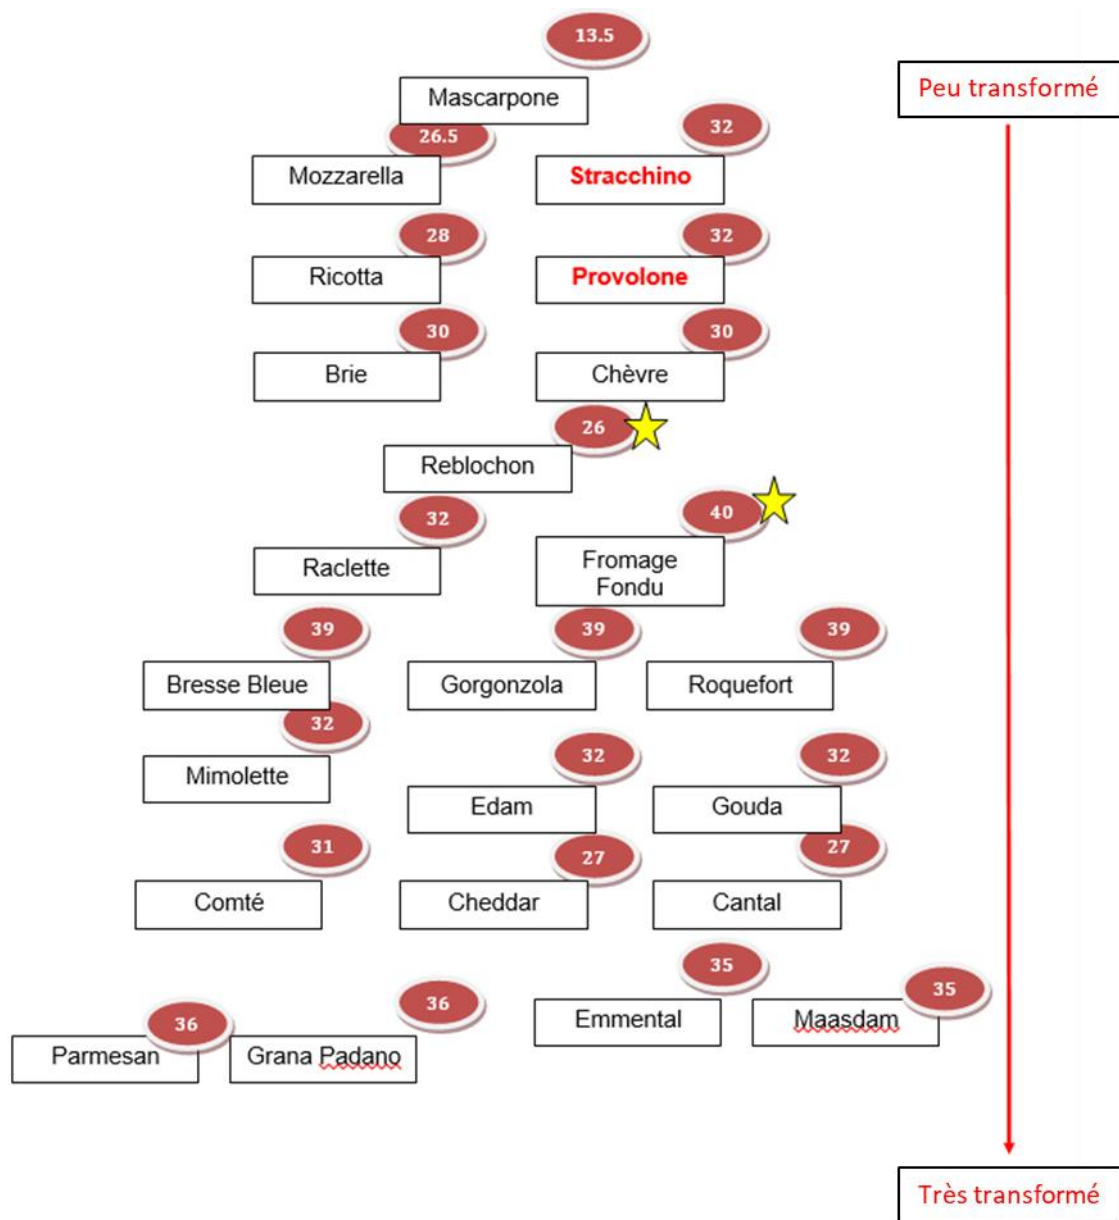 13.5
Peu transformé
Mascarpone
26.5
32
Mozzarella
Stracchino
28
32
Ricotta
Provolone
30
30
Brie
Chèvre
26
Reblochon
32
40
Raclette
Fromage
Fondu
39
39
39
Bresse Bleue
Gorgonzola
Roquefort
32
32
32
Mimolette
Edam
Gouda
31
27
27
Comté
Cheddar
Cantal
35
35
36
36
Emmental
Maasdam
Parmesan
Grana Padano
Très transformé